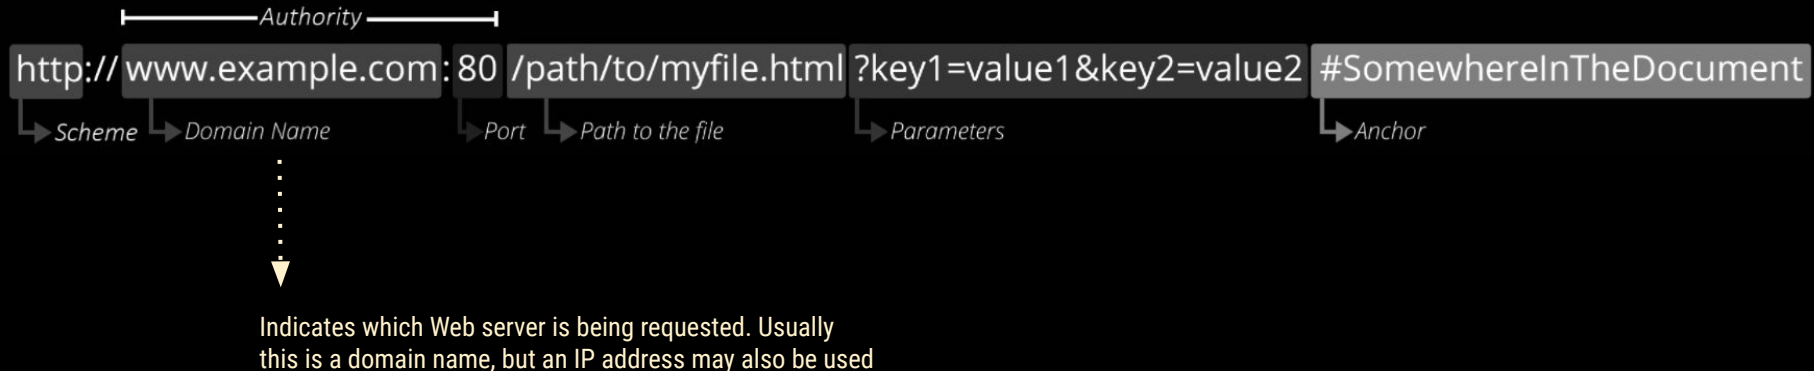 Authority
http://www.example.com:80/path/to/myfile.html?key1=value1&key2=value2#SomewhereInTheDocument
Scheme Domain Name Port Path to the file Parameters Anchor
Indicates which Web server is being requested. Usually
this is a domain name, but an IP address may also be used